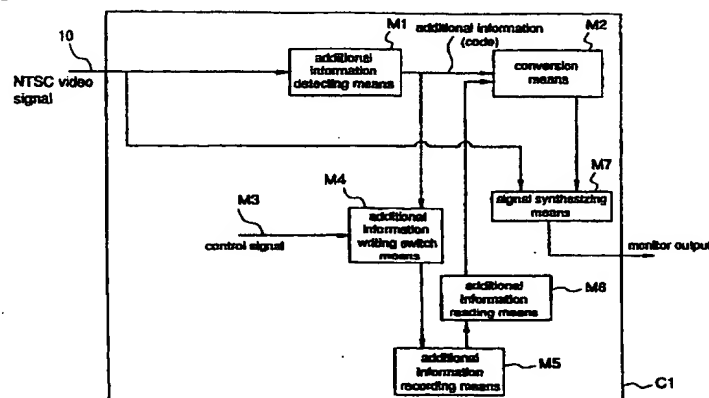 10
NTSC video
signal
M1
additional
information
detecting means
additional information
(code)
M2
conversion
means
M7
signal synthesizing
means
monitor output
M3
control signal
M4
additional
information
writing switch
means
additional
information
reading means
M6
additional
information
recording means
M5
C1